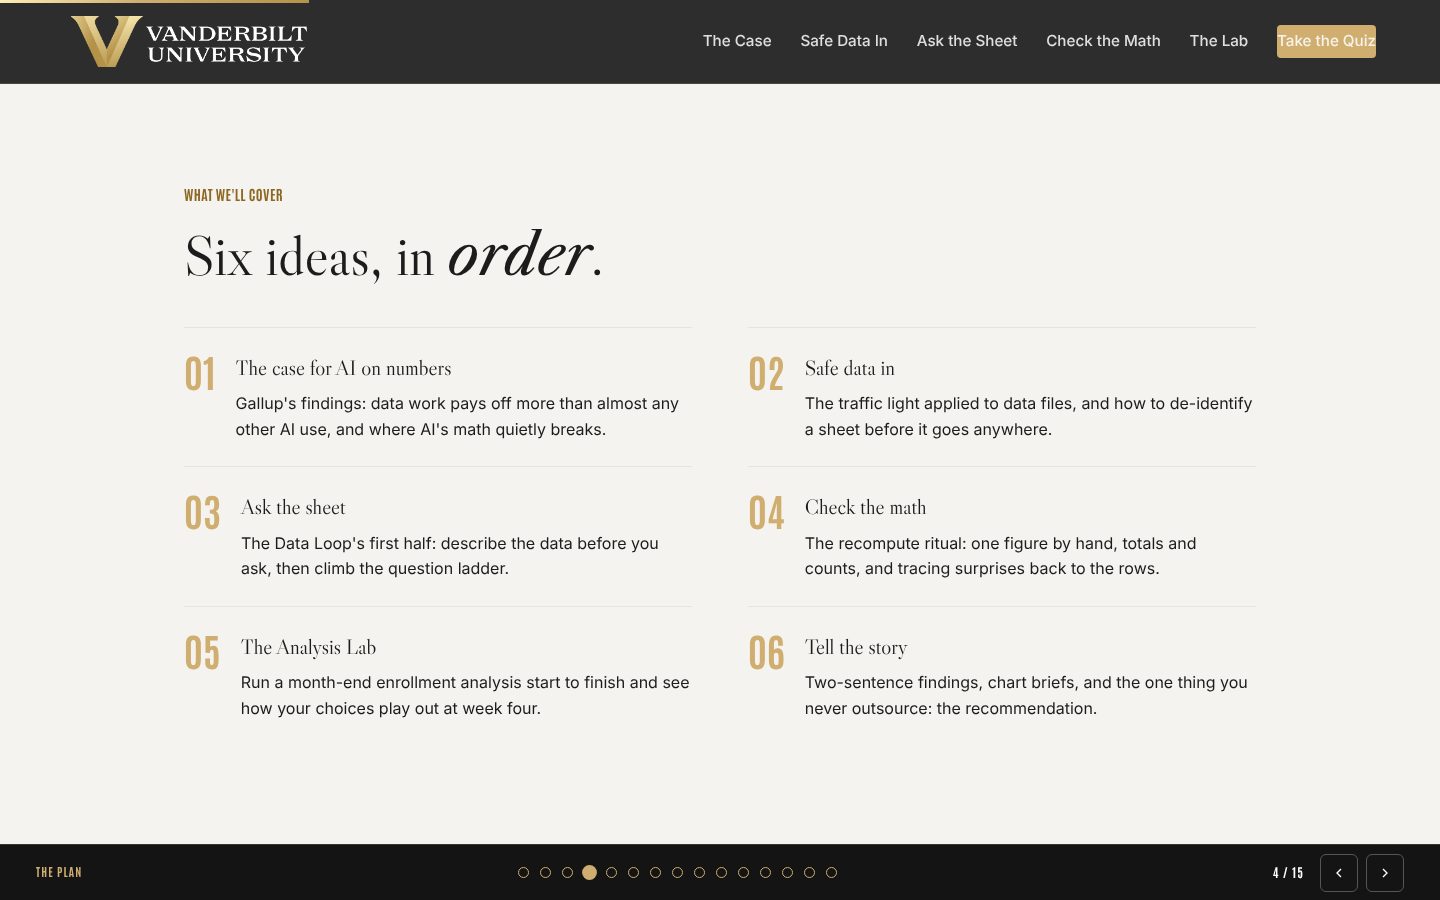 VANDERBILT
UNIVERSITY
The Case
Safe Data In
Ask the Sheet
Check the Math
The Lab
Take the Quiz
WHAT WE'LL COVER
Six ideas, in order.
01
The case for AI on numbers
Gallup's findings: data work pays off more than almost any
other AI use, and where AI's math quietly breaks.
02
Safe data in
The traffic light applied to data files, and how to de-identify
a sheet before it goes anywhere.
03
Ask the sheet
The Data Loop's first half: describe the data before you
ask, then climb the question ladder.
04
Check the math
The recompute ritual: one figure by hand, totals and
counts, and tracing surprises back to the rows.
05
The Analysis Lab
Run a month-end enrollment analysis start to finish and see
how your choices play out at week four.
06
Tell the story
Two-sentence findings, chart briefs, and the one thing you
never outsource: the recommendation.
THE PLAN
4 / 15